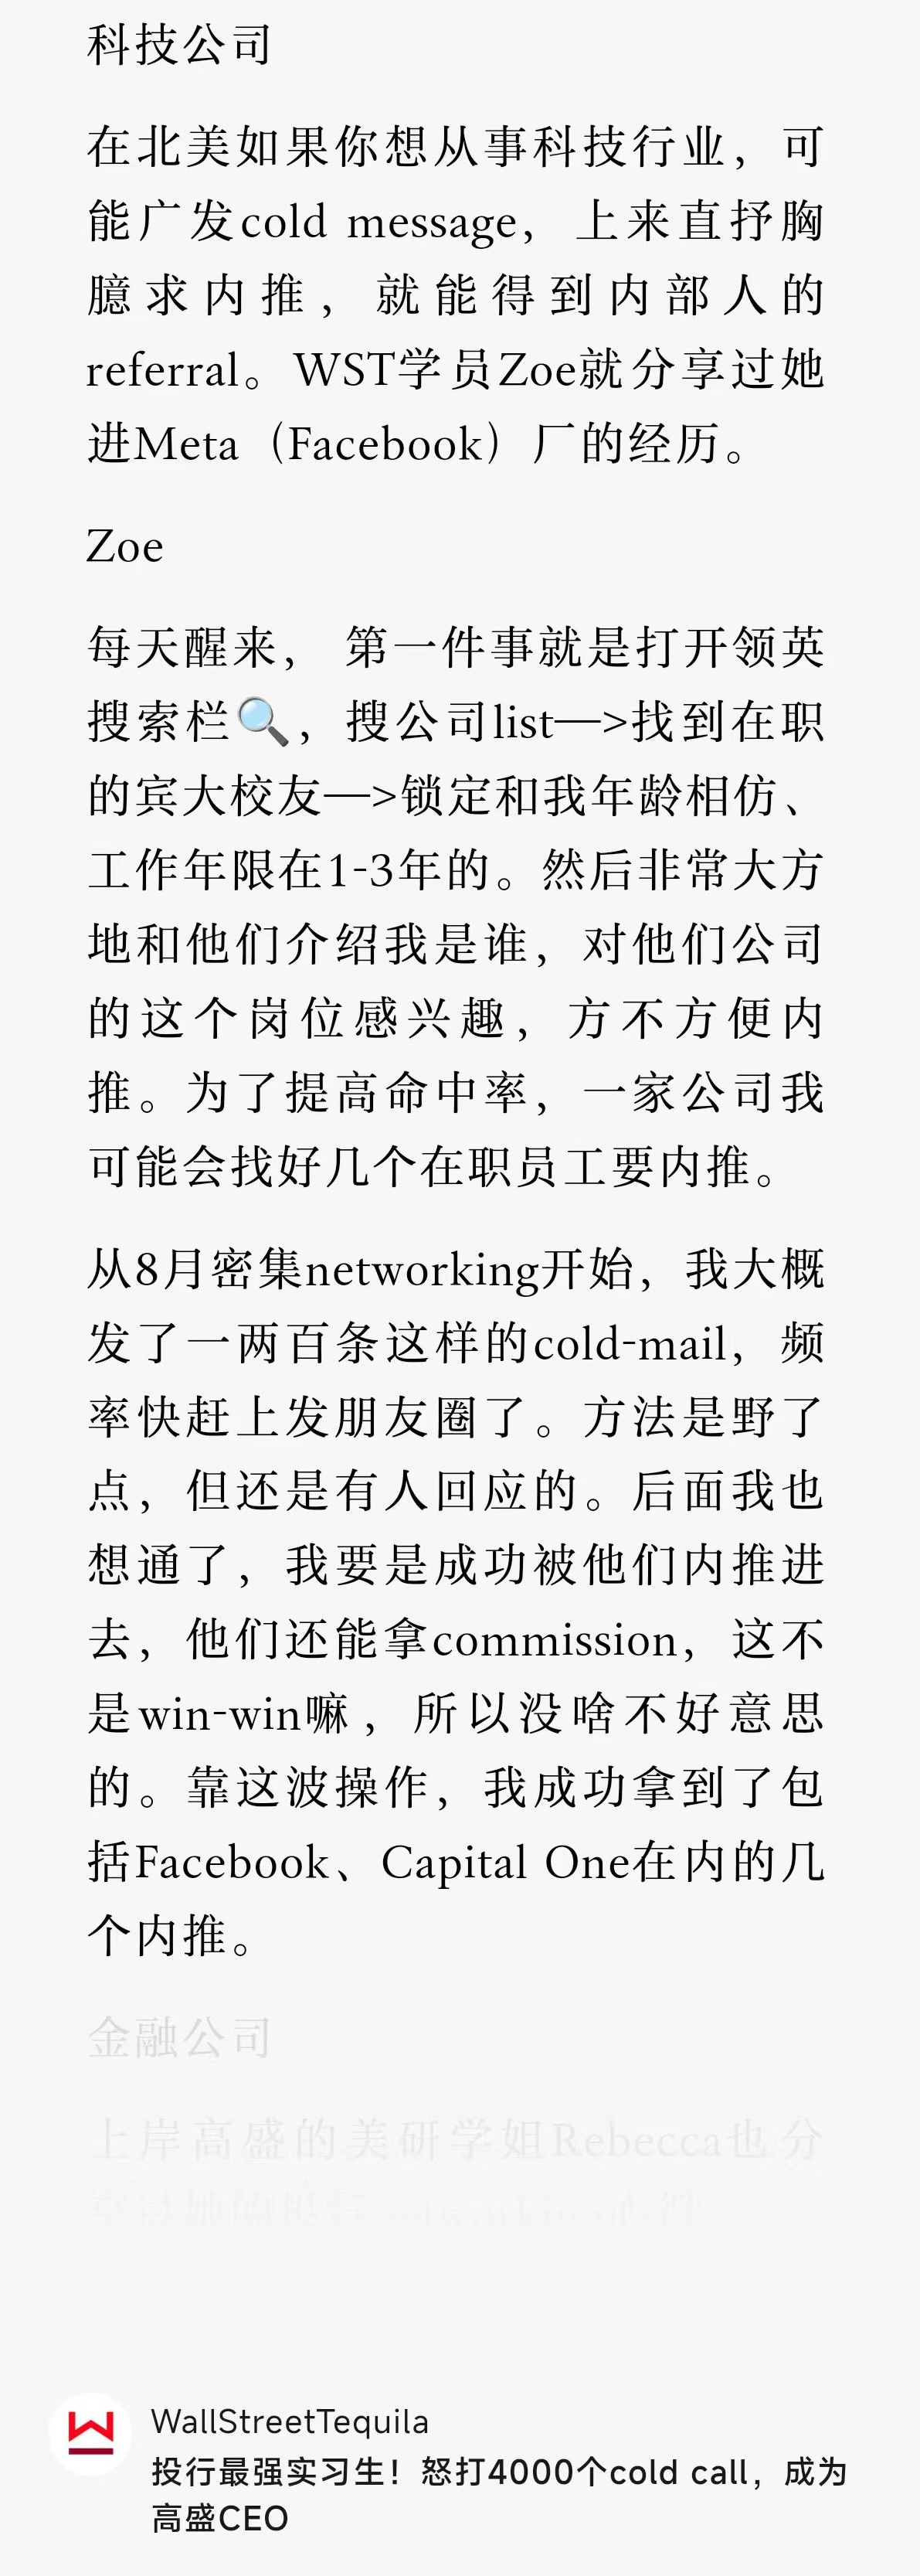 科技公司
在北美如果你想从事科技行业，可
能广发cold message，上来直抒胸
臆求内推，就能得到内部人的
referral。WST学员Zoe就分享过她
进Meta（Facebook）厂的经历。
Zoe
每天醒来， 第一件事就是打开领英
搜索栏🔍，搜公司list—>找到在职
的宾大校友—>锁定和我年龄相仿、
工作年限在1-3年的。然后非常大方
地和他们介绍我是谁，对他们公司
的这个岗位感兴趣，方不方便内
推。为了提高命中率，一家公司我
可能会找好几个在职员工要内推。
从8月密集networking开始，我大概
发了一两百条这样的cold-mail，频
率快赶上发朋友圈了。方法是野了
点，但还是有人回应的。后面我也
想通了，我要是成功被他们内推进
去，他们还能拿commission，这不
是win-win嘛，所以没啥不好意思
的。靠这波操作，我成功拿到了包
括Facebook、Capital One在内的几
个内推。
金融公司
上岸高盛的美研学姐Rebecca也分
WallStreetTequila
投行最强实习生！怒打4000个cold call，成为
高盛CEO